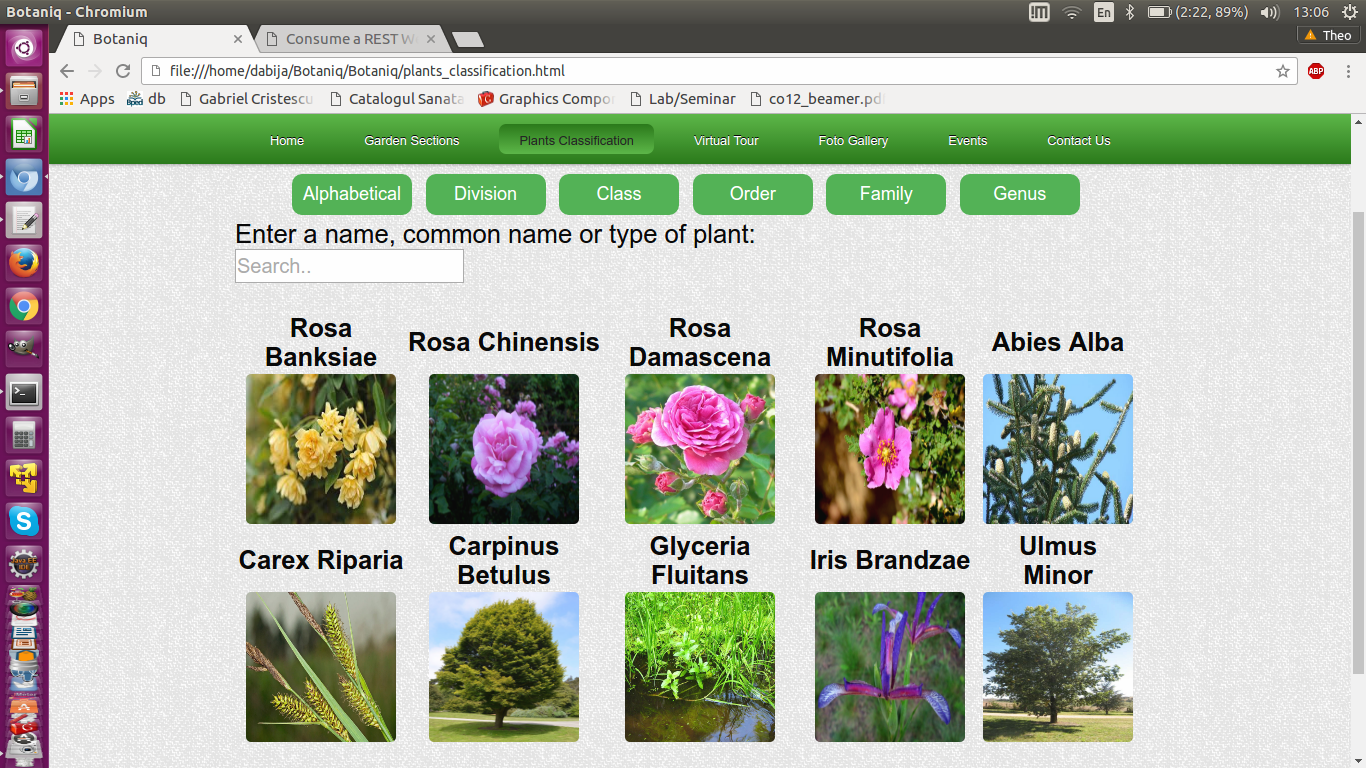 Botaniq - Chromium
En
(2:22, 89%)
13:06
Botaniq
Consume a REST W
Theo
file:///home/dabija/Botaniq/Botaniq/plants_classification.html
ABP
Apps
Bped
db
Gabriel Cristescu
Catalogul Sanata
Graphics Compo
Lab/Seminar
co12_beamer.pd
Home
Garden Sections
Plants Classification
Virtual Tour
Foto Gallery
Events
Contact Us
Alphabetical
Division
Class
Order
Family
Genus
Enter a name, common name or type of plant:
Search..
Rosa
Banksiae
Rosa Chinensis
Rosa
Damascena
Rosa
Minutifolia
Abies Alba
Carex Riparia
Carpinus
Betulus
Glyceria
Fluitans
Iris Brandzae
Ulmus
Minor